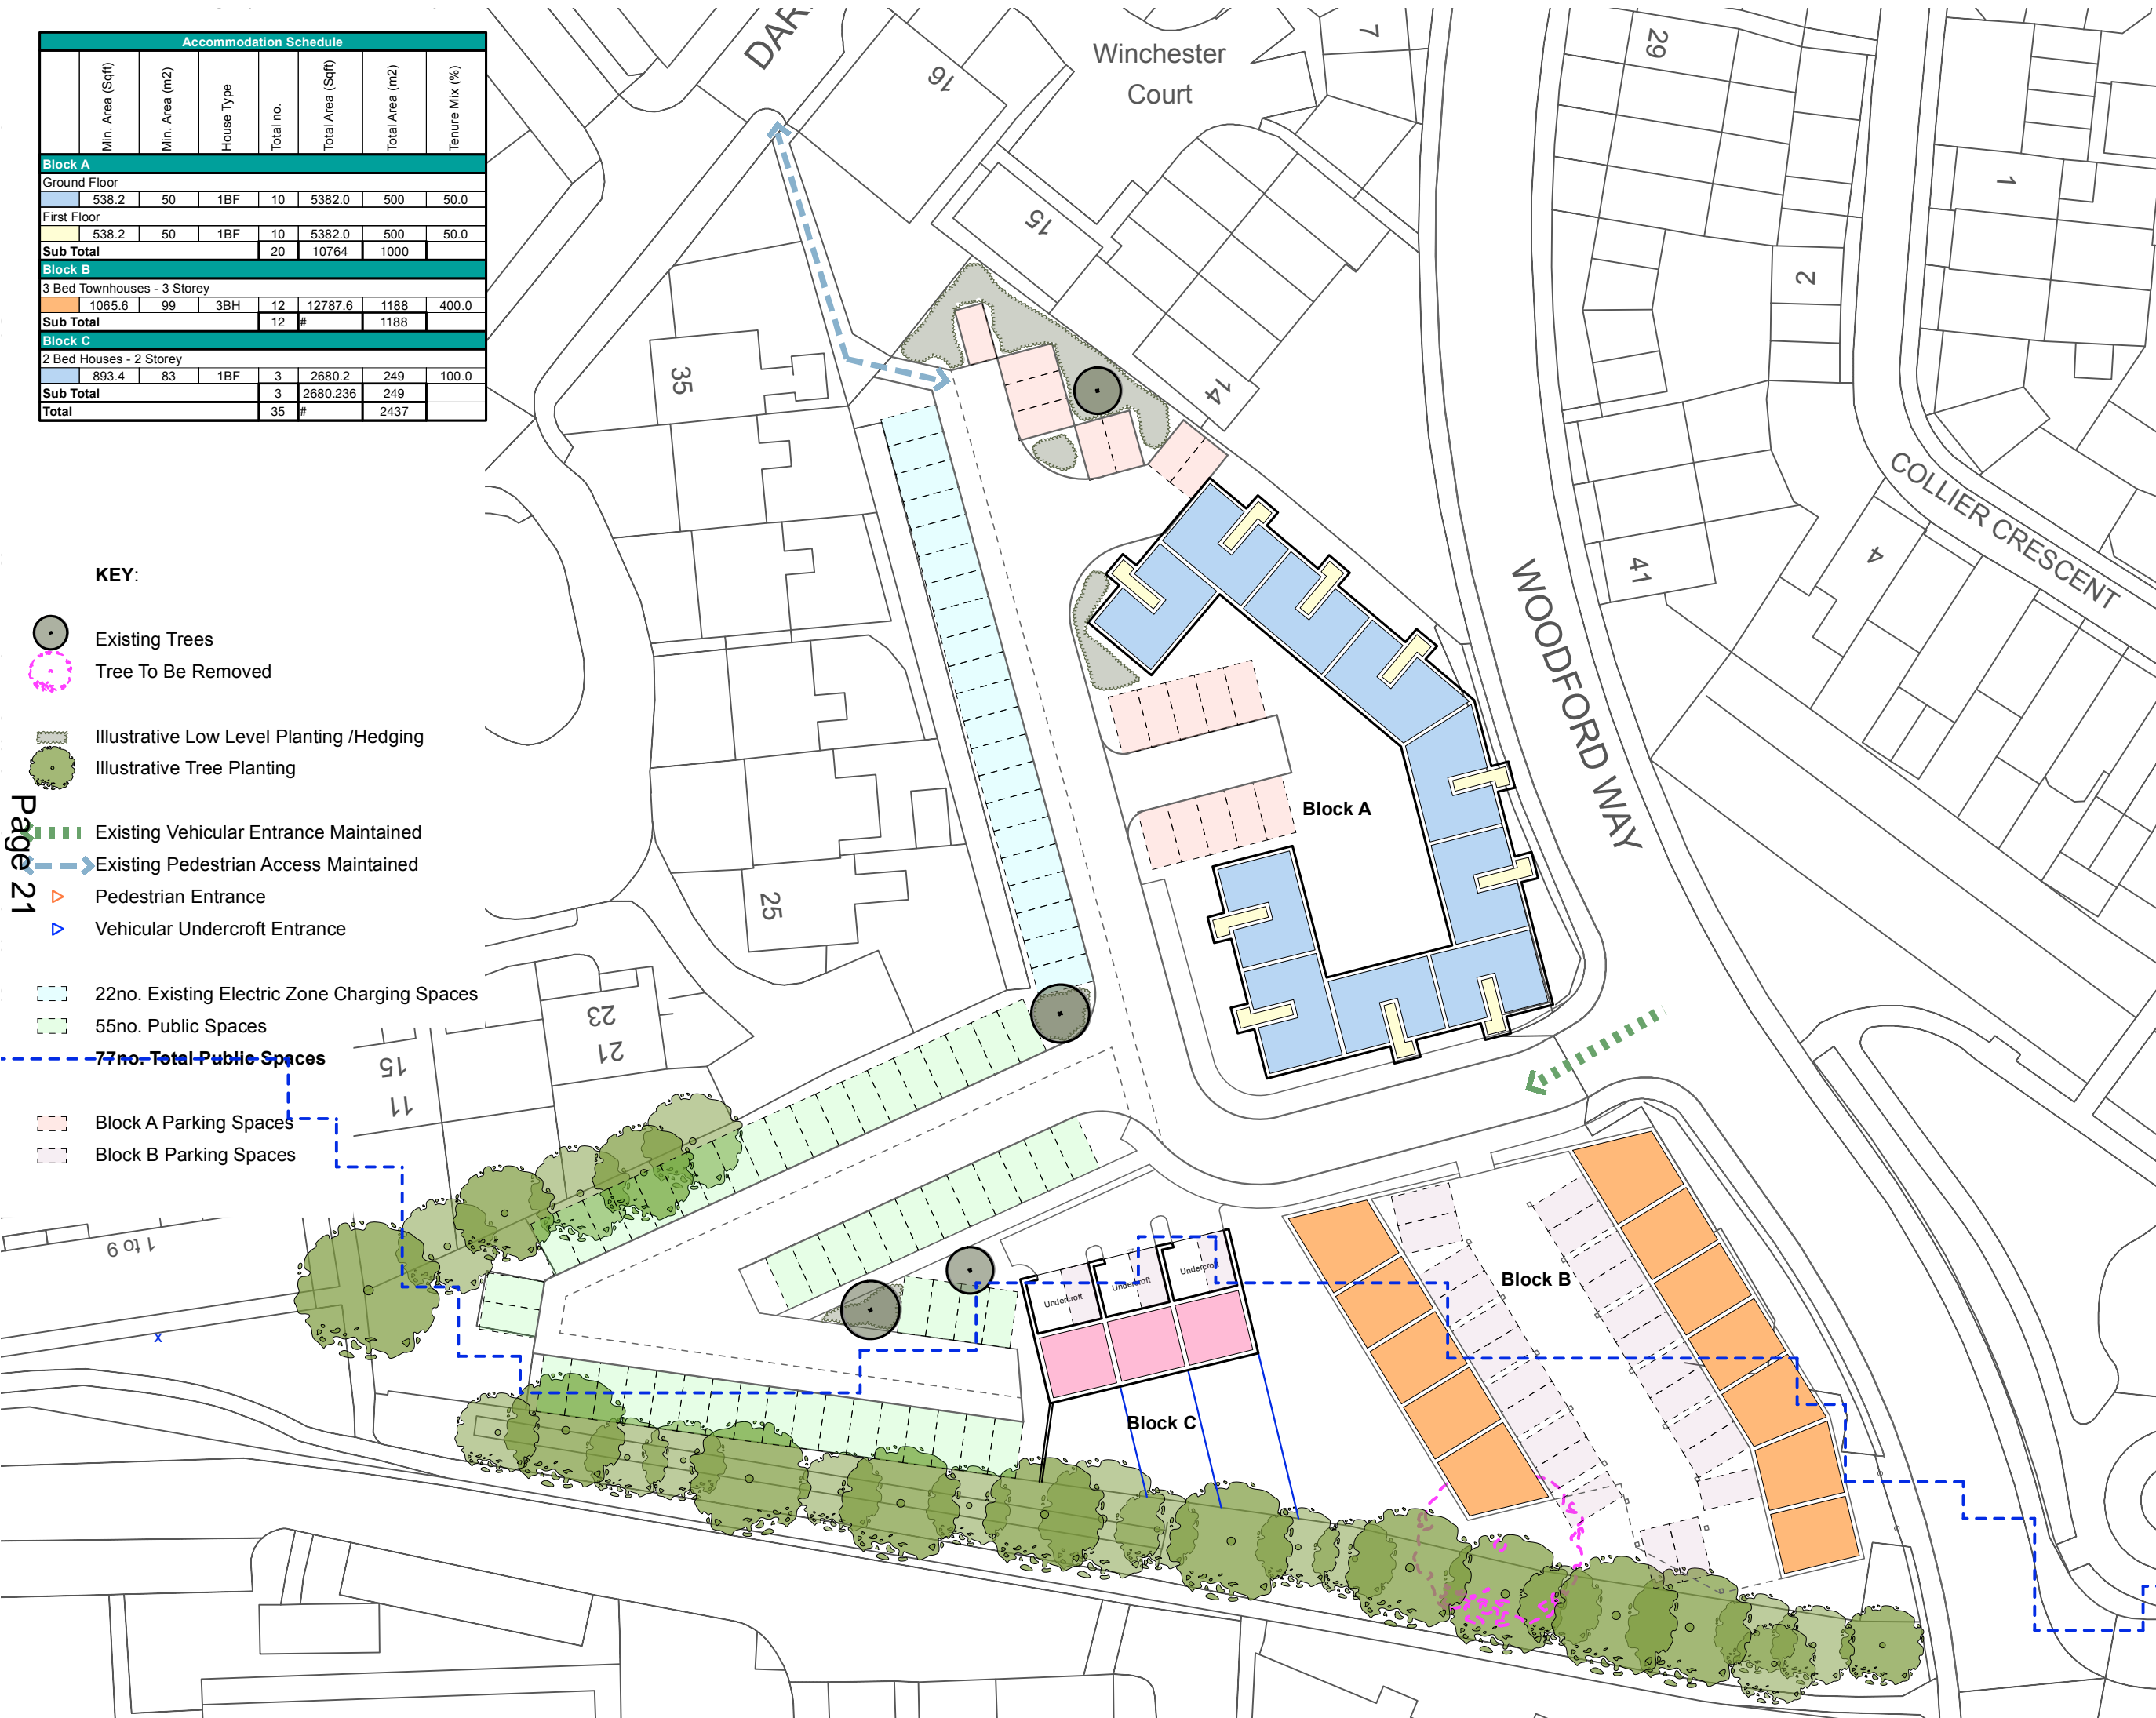 Accommodation Schedule
Min. Area (Sqft) Min. Area (m2) House Type Total no. Total Area (Sqft) Total Area (m2) Tenure Mix (%)
Block A
Ground Floor
538.2 50 1BF 10 5382.0 500 50.0
First Floor
538.2 50 1BF 10 5382.0 500 50.0
Sub Total 20 10764 1000
Block B
3 Bed Townhouses - 3 Storey
1065.6 99 3BH 12 12787.6 1188 400.0
Sub Total 12 # 1188
Block C
2 Bed Houses - 2 Storey
893.4 83 1BF 3 2680.2 249 100.0
Sub Total 3 2680.236 249
Total 35 # 2437
KEY:
Existing Trees
Tree To Be Removed
Illustrative Low Level Planting /Hedging
Illustrative Tree Planting
Existing Vehicular Entrance Maintained
Existing Pedestrian Access Maintained
Pedestrian Entrance
Vehicular Undercroft Entrance
22no. Existing Electric Zone Charging Spaces
55no. Public Spaces
77no. Total Public Spaces
Block A Parking Spaces
Block B Parking Spaces
Page 21
DAR
16
Winchester
Court
7
29
15
1
2
14
35
COLLIER CRESCENT
4
41
WOODFORD WAY
Block A
25
23
21
15
11
1 to 9
x
Block B
Undercroft
Undercroft
Undercroft
Block C